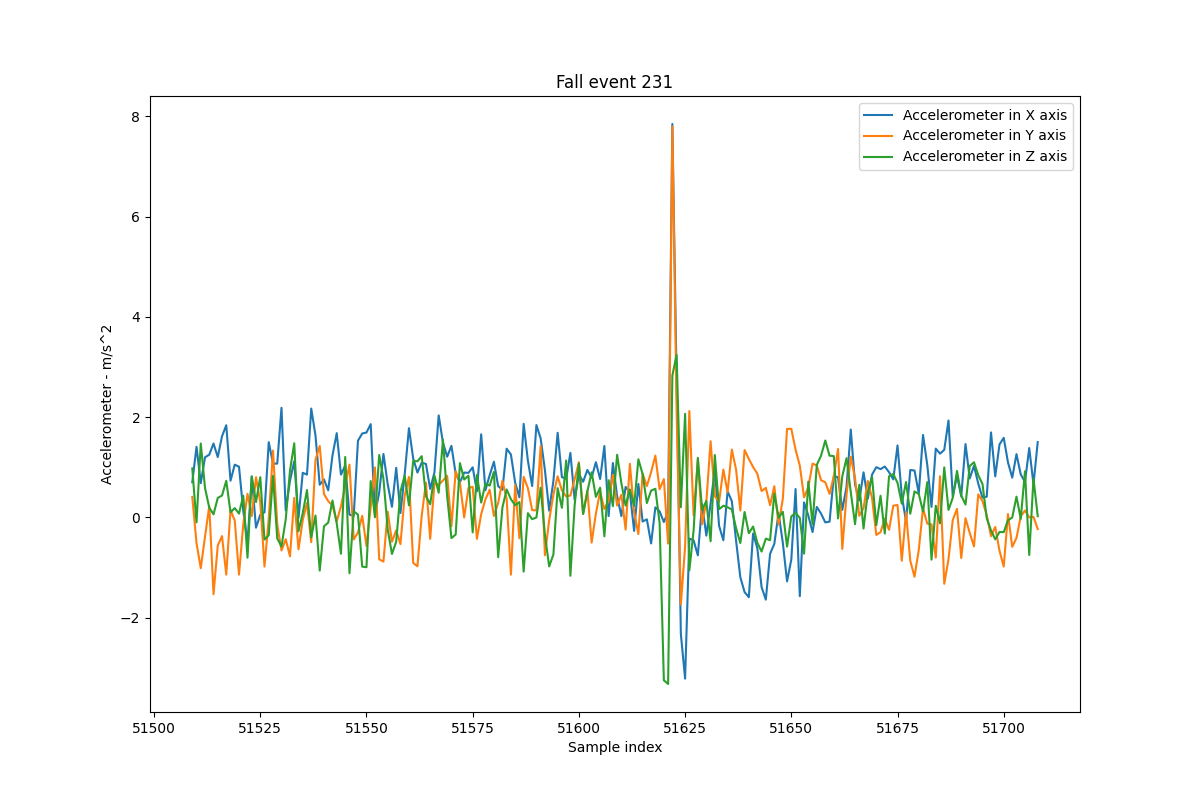 Fall event 231
Accelerometer in X axis
Accelerometer in Y axis
Accelerometer in Z axis
Accelerometer - m/s^2
8
6
4
2
0
−2
51500 51525 51550 51575 51600 51625 51650 51675 51700
Sample index